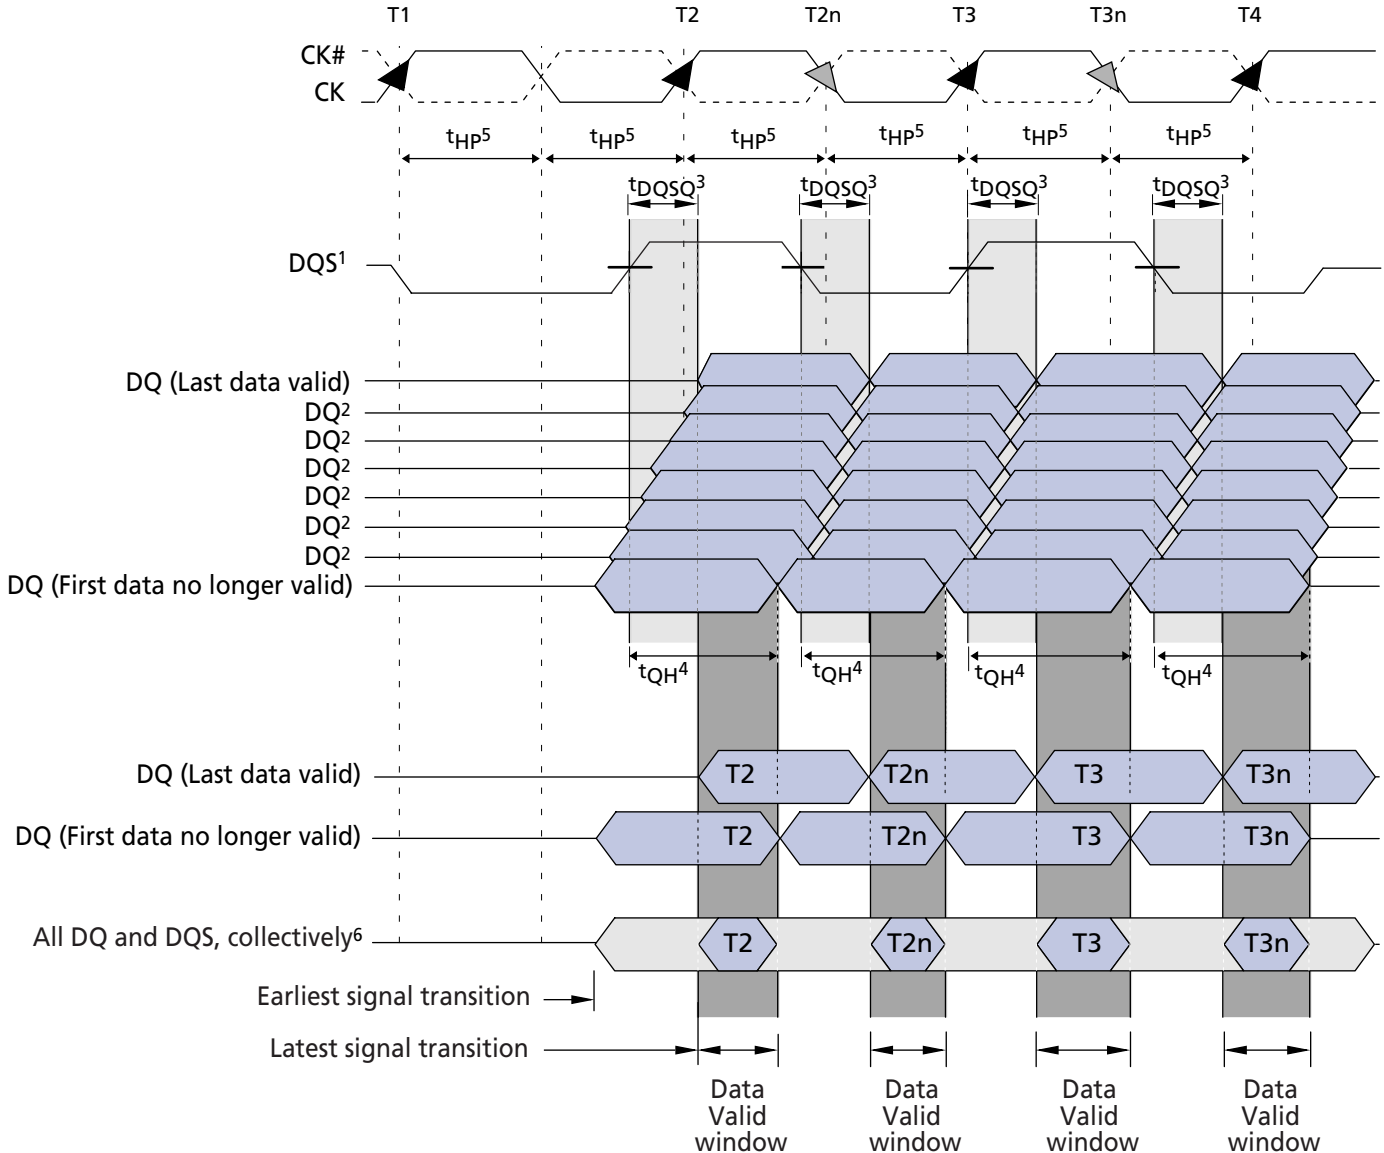 T1 T2 T2n T3 T3n T4
CK#
CK
tHP5 tHP5 tHP5 tHP5 tHP5 tHP5
tDQSQ3 tDQSQ3 tDQSQ3 tDQSQ3
DQS1
DQ (Last data valid)
DQ2
DQ2
DQ2
DQ2
DQ2
DQ2
DQ (First data no longer valid)
tQH4 tQH4 tQH4 tQH4
DQ (Last data valid) T2 T2n T3 T3n
DQ (First data no longer valid) T2 T2n T3 T3n
All DQ and DQS, collectively6 T2 T2n T3 T3n
Earliest signal transition
Latest signal transition
Data Data Data Data
Valid Valid Valid Valid
window window window window